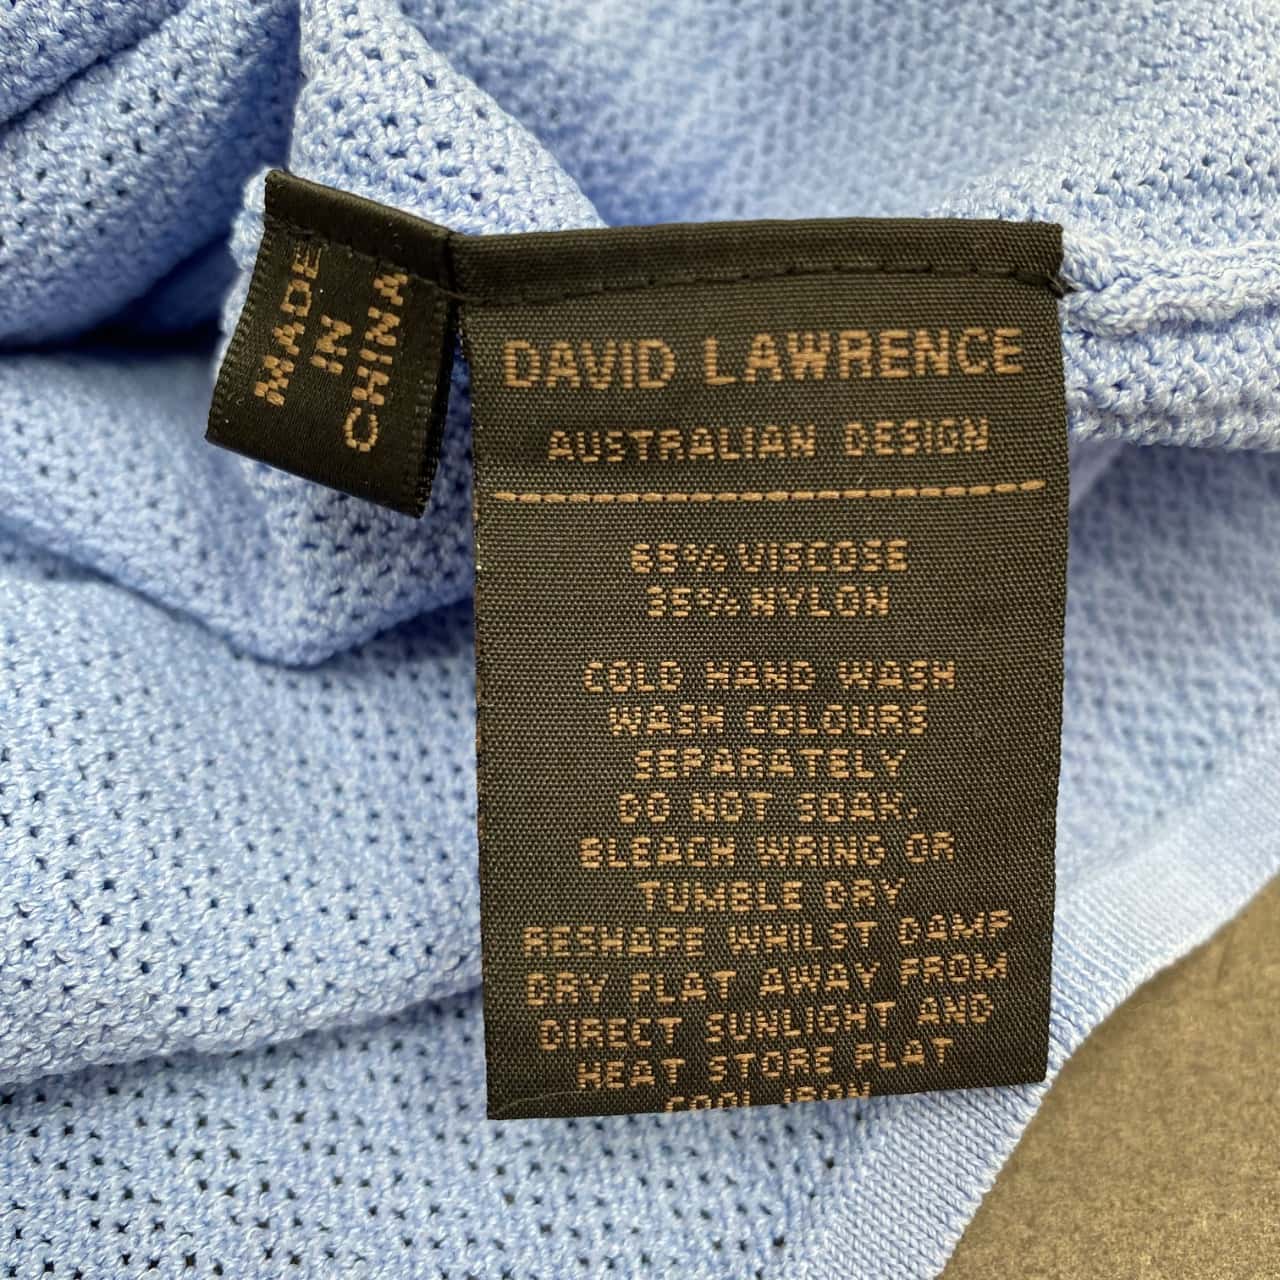 MADE
IN
CHINA
DAVID LAWRENCE
AUSTRALIAN DESIGN
65% VISCOSE
35% NYLON
COLD HAND WASH
WASH COLOURS
SEPARATELY
DO NOT SOAK,
BLEACH WRING OR
TUMBLE DRY
RESHAPE WHILST DAMP
DRY FLAT AWAY FROM
DIRECT SUNLIGHT AND
HEAT STORE FLAT
COOL IRON